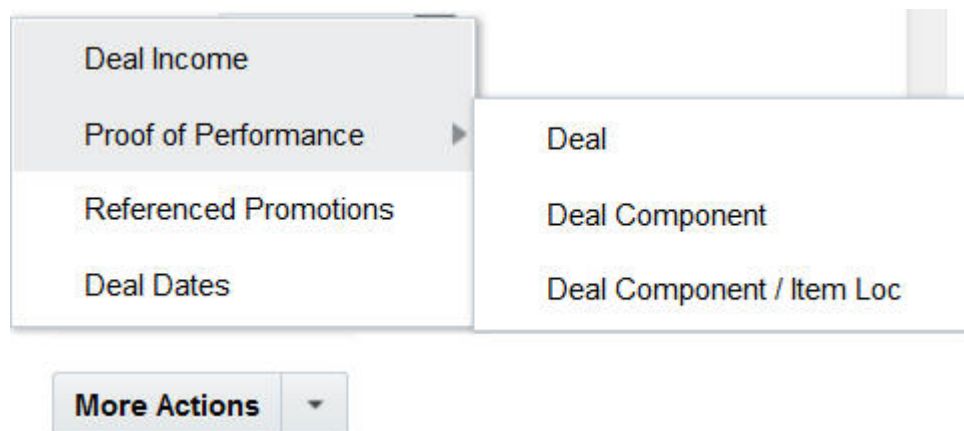 Deal Income
Proof of Performance
Referenced Promotions
Deal Dates
Deal
Deal Component
Deal Component / Item Loc
More Actions